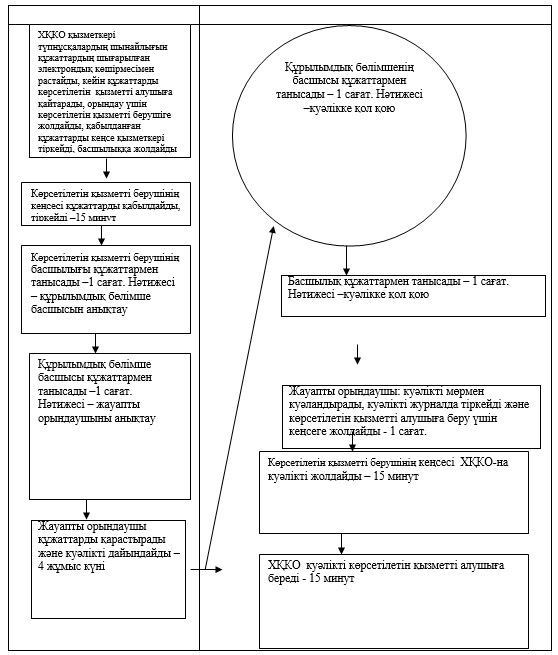 ХҚКО қызметкері
түпнұсқалардың шынайлығын
құжаттардың шығарылған
электрондық көшірмесімен
растайды, кейін құжаттарды
көрсетілетін қызметті алушыға
қайтарады, орындау үшін
көрсетілетін қызметті берушіге
жолдайды, қабылданған
құжаттарды кеңсе қызметкері
тіркейді, басшылыққа жолдайды
Көрсетілетін қызметті берушінің
кеңсесі құжаттарды қабылдайды,
тіркейді –15 минут
Көрсетілетін қызметті берушінің
басшылығы құжаттармен
танысады –1 сағат. Нәтижесі
– құрылымдық бөлімше
басшысын анықтау
Құрылымдық бөлімше
басшысы құжаттармен
танысады –1 сағат.
Нәтижесі – жауапты
орындаушыны анықтау
Жауапты орындаушы
құжаттарды қарастырады
және куәлікті дайындайды –
4 жұмыс күні
Құрылымдық бөлімшенің
басшысы құжаттармен
танысады – 1 сағат. Нәтижесі
–куәлікке қол қою
Басшылық құжаттармен танысады – 1 сағат.
Нәтижесі –куәлікке қол қою
Жауапты орындаушы: куәлікті мөрмен
куәландырады, куәлікті журналда тіркейді және
көрсетілетін қызметті алушыға беру үшін
кеңсеге жолдайды - 1 сағат.
Көрсетілетін қызметті берушінің кеңсесі ХҚКО-на
куәлікті жолдайды – 15 минут
ХҚКО куәлікті көрсетілетін қызметті алушыға
береді - 15 минут